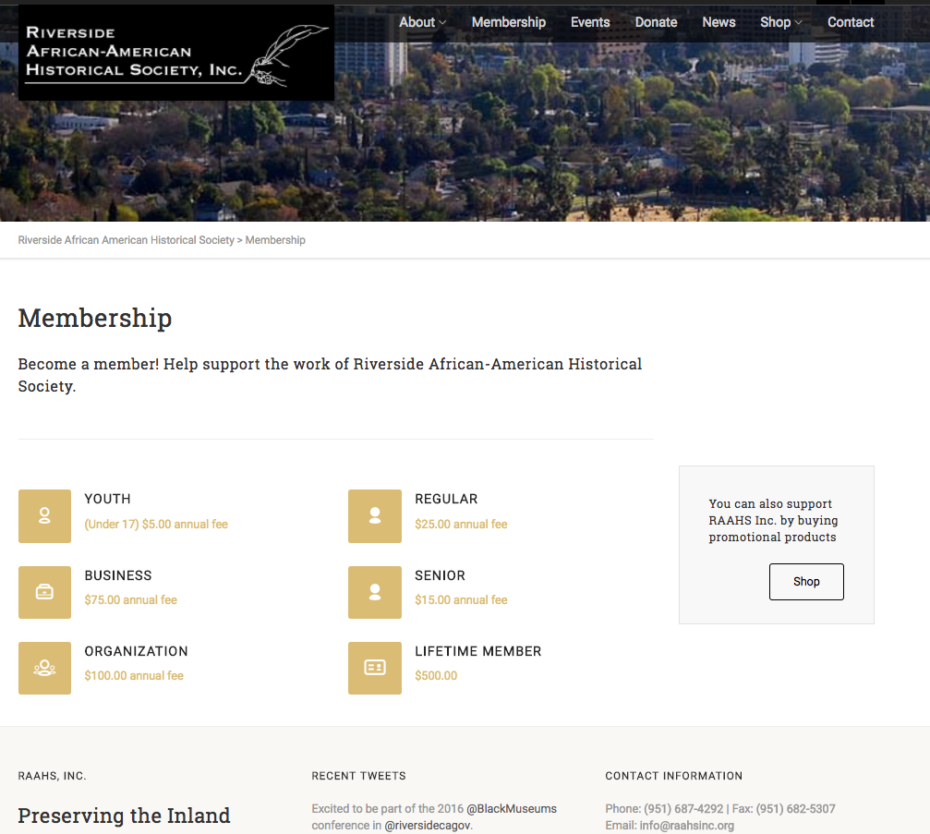 RIVERSIDE
AFRICAN-AMERICAN
HISTORICAL SOCIETY, INC.
About Membership Events Donate News Shop Contact
Riverside African American Historical Society > Membership
Membership
Become a member! Help support the work of Riverside African-American Historical
Society.
YOUTH
(Under 17) $5.00 annual fee
REGULAR
$25.00 annual fee
BUSINESS
$75.00 annual fee
SENIOR
$15.00 annual fee
ORGANIZATION
$100.00 annual fee
LIFETIME MEMBER
$500.00
You can also support
RAAHS Inc. by buying
promotional products
Shop
RAAHS, INC.
Preserving the Inland
RECENT TWEETS
Excited to be part of the 2016 @BlackMuseums
conference in @riversidecagov.
CONTACT INFORMATION
Phone: (951) 687-4292 | Fax: (951) 682-5307
Email: info@raahsinc.org